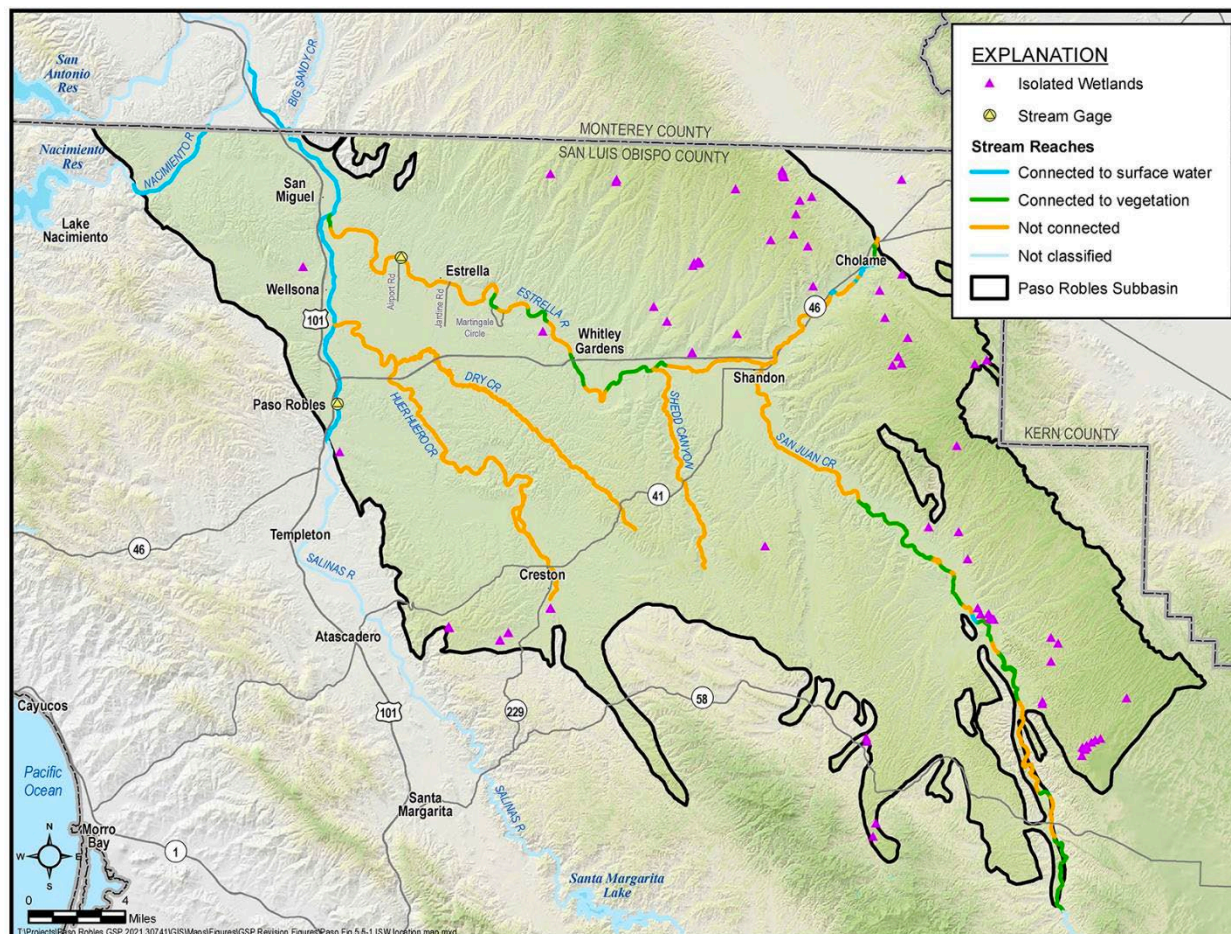 San
Antonio
Res
BIG SANDY CR
EXPLANATION
Isolated Wetlands
Stream Gage
Stream Reaches
Connected to surface water
Connected to vegetation
Not connected
Not classified
Paso Robles Subbasin
MONTEREY COUNTY
SAN LUIS OBISPO COUNTY
Nacimiento
Res
NACIMIENTO R
San
Miguel
Lake
Nacimiento
Cholame
Wellsona
Estrella
Airport Rd
Jardine Rd
ESTRELLA R
101
46
Martingale
Circle
Whitley
Gardens
Shandon
DRY CR
Paso Robles
HUER HUERO CR
SHEDD CANYON
SAN JUAN CR
KERN COUNTY
41
46
Templeton
SALINAS R
Creston
Atascadero
Cayucos
101
229
58
Pacific
Ocean
Santa
Margarita
SALINAS R
Morro
Bay
N
W E
S
1
Santa Margarita
Lake
0 4
Miles